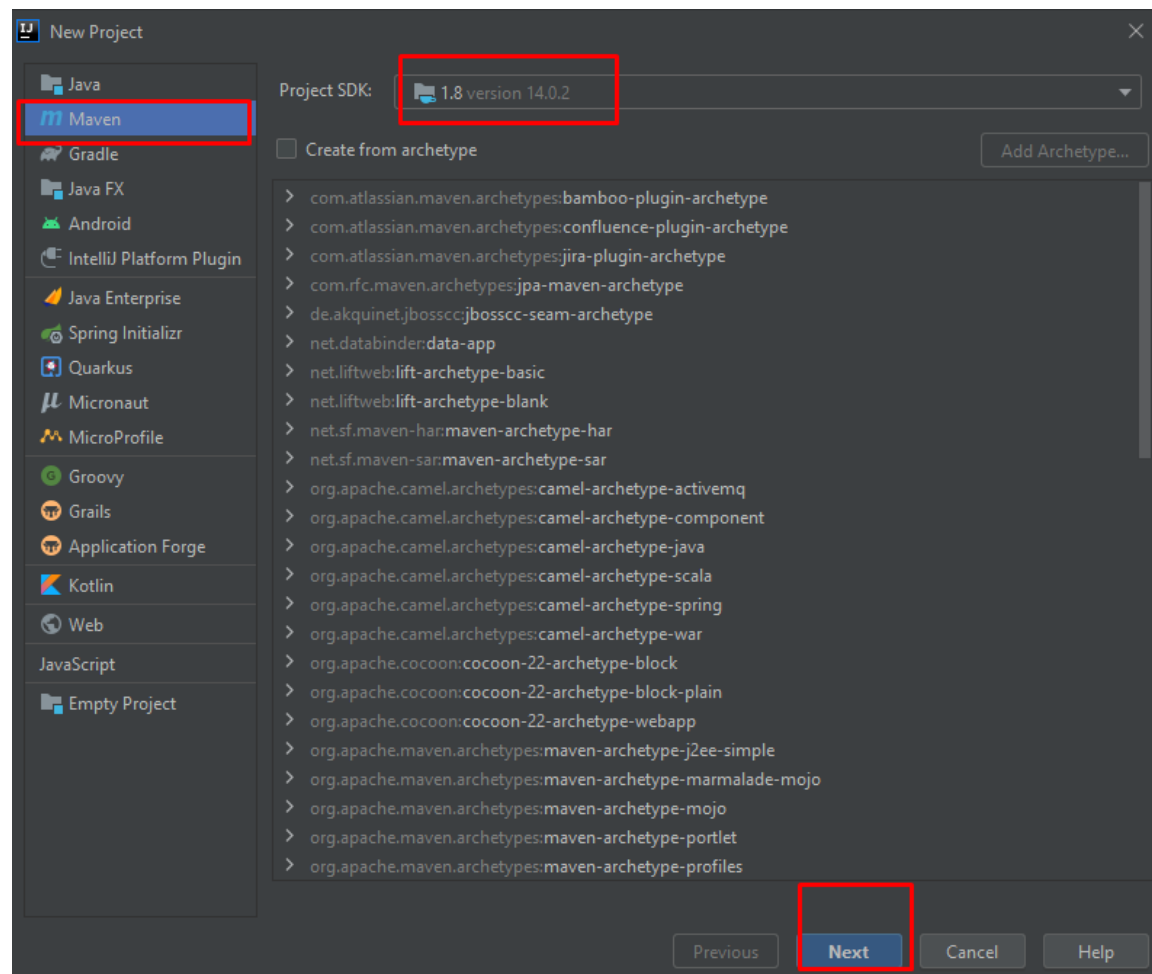 New Project
Java
Maven
Gradle
Java FX
Android
IntelliJ Platform Plugin
Java Enterprise
Spring Initializr
Quarkus
Micronaut
MicroProfile
Groovy
Grails
Application Forge
Kotlin
Web
JavaScript
Empty Project
Project SDK: 1.8 version 14.0.2
Create from archetype Add Archetype...
com.atlassian.maven.archetypes:bamboo-plugin-archetype
com.atlassian.maven.archetypes:confluence-plugin-archetype
com.atlassian.maven.archetypes:jira-plugin-archetype
com.rfc.maven.archetypes:jpa-maven-archetype
de.akquinet.jbosscc:jbosscc-seam-archetype
net.databinder:data-app
net.liftweb:lift-archetype-basic
net.liftweb:lift-archetype-blank
net.sf.maven-har:maven-archetype-har
net.sf.maven-sar:maven-archetype-sar
org.apache.camel.archetypes:camel-archetype-activemq
org.apache.camel.archetypes:camel-archetype-component
org.apache.camel.archetypes:camel-archetype-java
org.apache.camel.archetypes:camel-archetype-scala
org.apache.camel.archetypes:camel-archetype-spring
org.apache.camel.archetypes:camel-archetype-war
org.apache.cocoon:cocoon-22-archetype-block
org.apache.cocoon:cocoon-22-archetype-block-plain
org.apache.cocoon:cocoon-22-archetype-webapp
org.apache.maven.archetypes:maven-archetype-j2ee-simple
org.apache.maven.archetypes:maven-archetype-marmalade-mojo
org.apache.maven.archetypes:maven-archetype-mojo
org.apache.maven.archetypes:maven-archetype-portlet
org.apache.maven.archetypes:maven-archetype-profiles
Previous Next Cancel Help